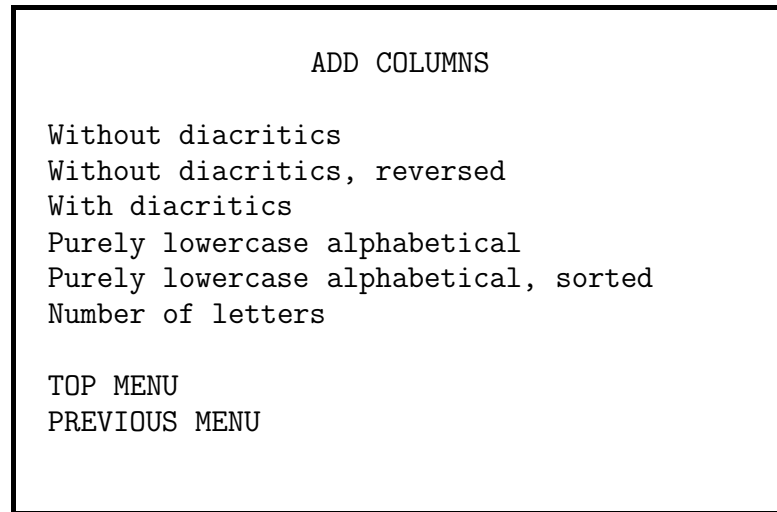 ADD COLUMNS
Without diacritics
Without diacritics, reversed
With diacritics
Purely lowercase alphabetical
Purely lowercase alphabetical, sorted
Number of letters
TOP MENU
PREVIOUS MENU